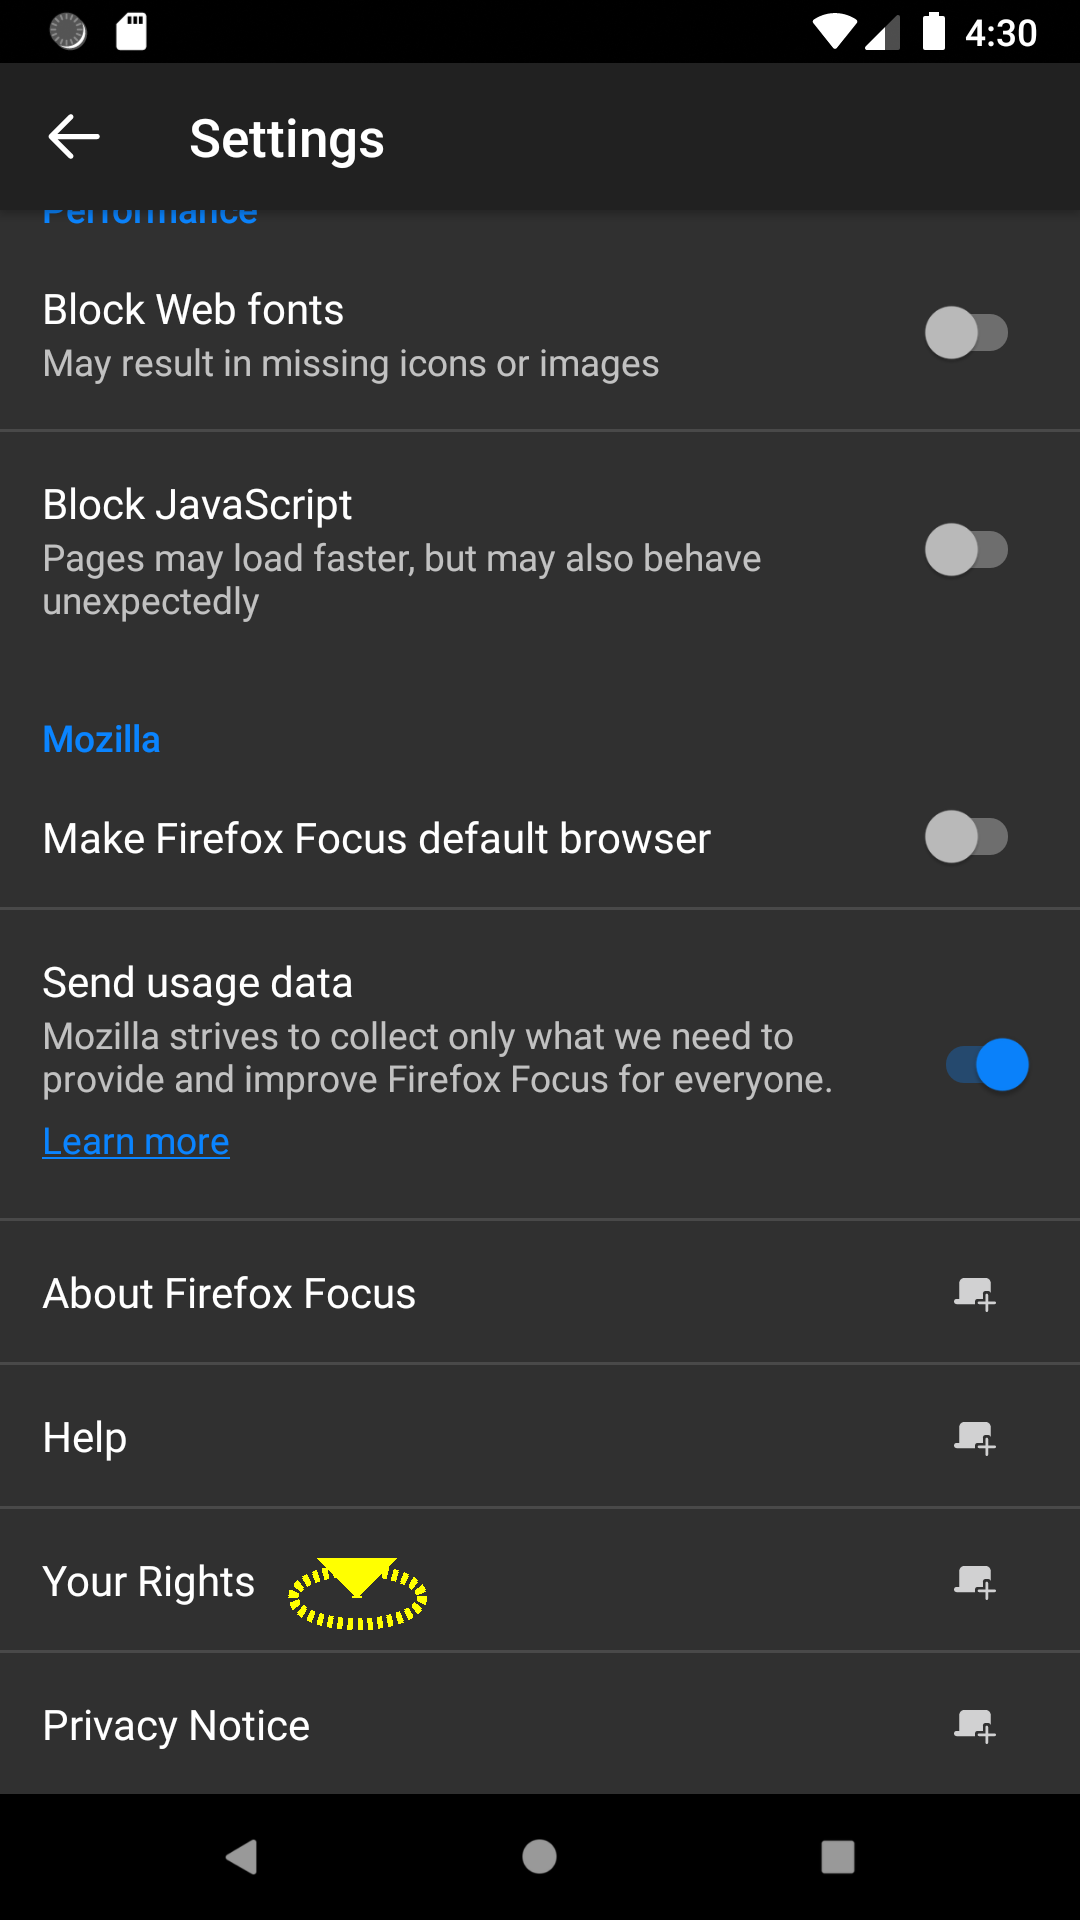 4:30
Settings
Performance
Block Web fonts
May result in missing icons or images
Block JavaScript
Pages may load faster, but may also behave
unexpectedly
Mozilla
Make Firefox Focus default browser
Send usage data
Mozilla strives to collect only what we need to
provide and improve Firefox Focus for everyone.
Learn more
About Firefox Focus
Help
Your Rights
Privacy Notice